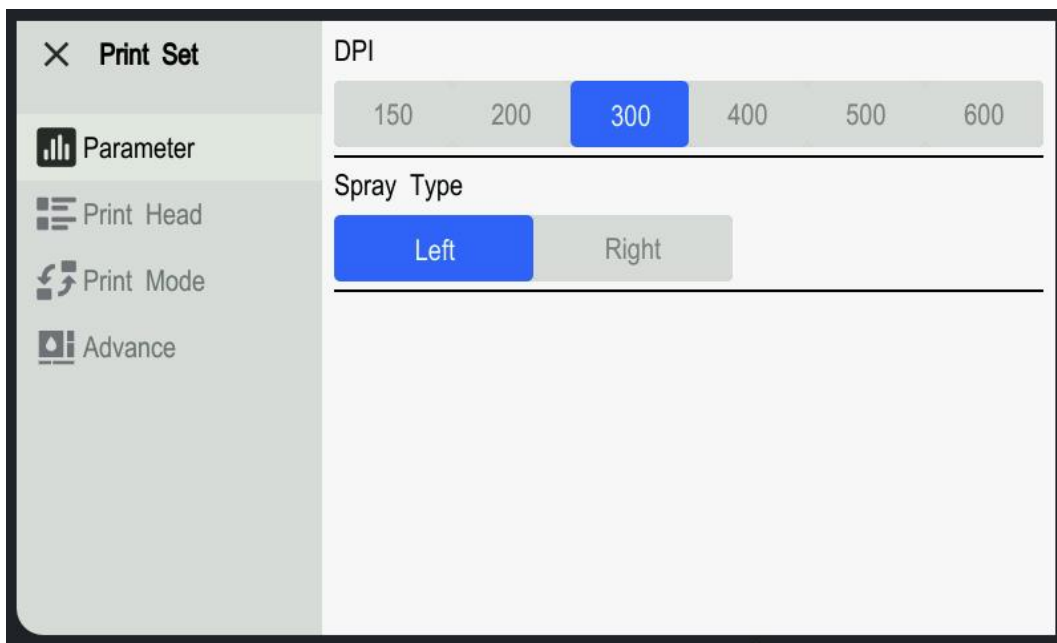 Print Set
Parameter
Print Head
Print Mode
Advance
DPI
150 200 300 400 500 600
Spray Type
Left Right